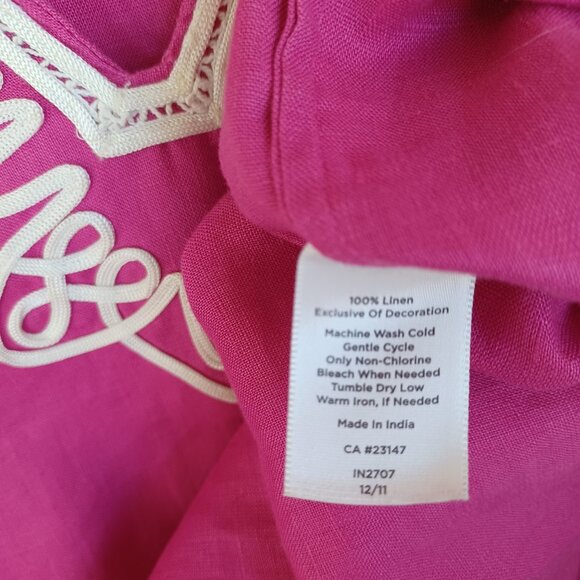 100% Linen
Exclusive Of Decoration
Machine Wash Cold
Gentle Cycle
Only Non-Chlorine
Bleach When Needed
Tumble Dry Low
Warm Iron, If Needed
Made In India
CA #23147
IN2707
12/11